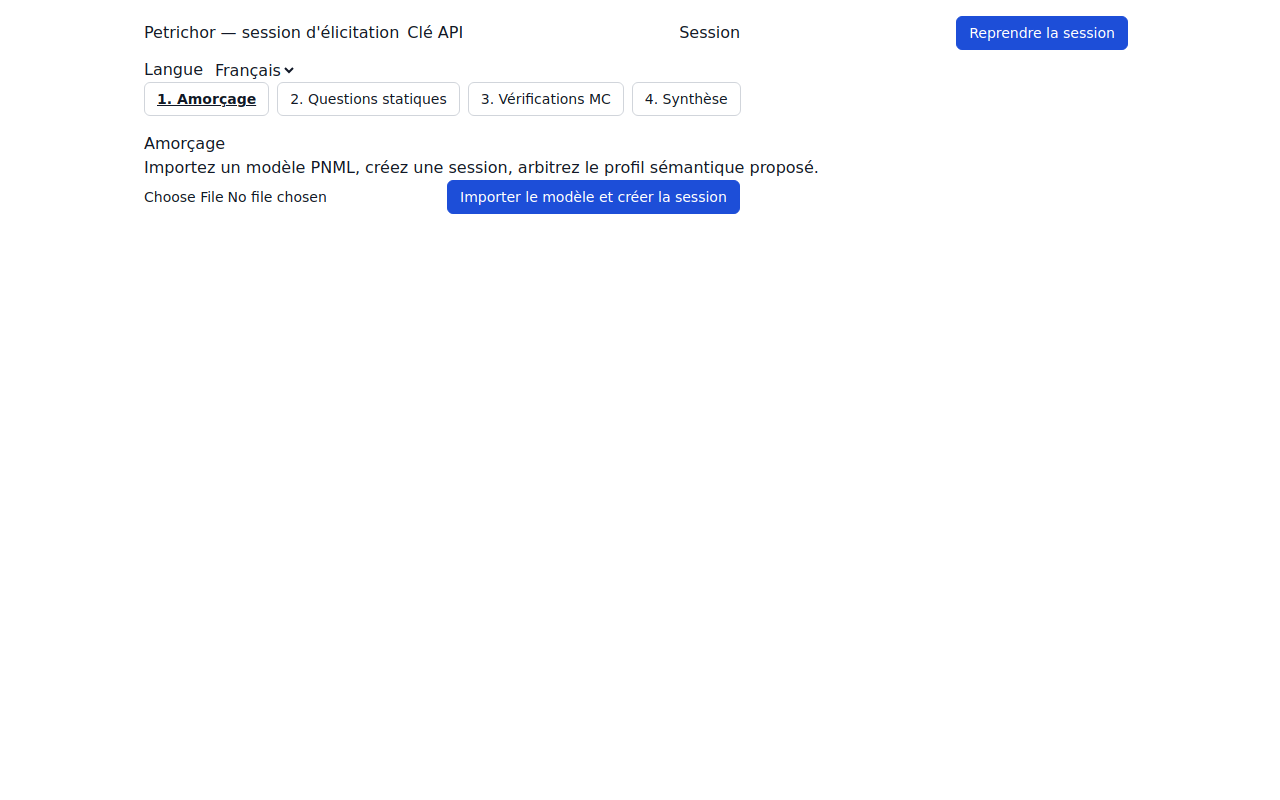 Petrichor — session d'élicitation Clé API Session Reprendre la session
Langue Français
1. Amorçage 2. Questions statiques 3. Vérifications MC 4. Synthèse
Amorçage
Importez un modèle PNML, créez une session, arbitrez le profil sémantique proposé.
Choose File No file chosen Importer le modèle et créer la session